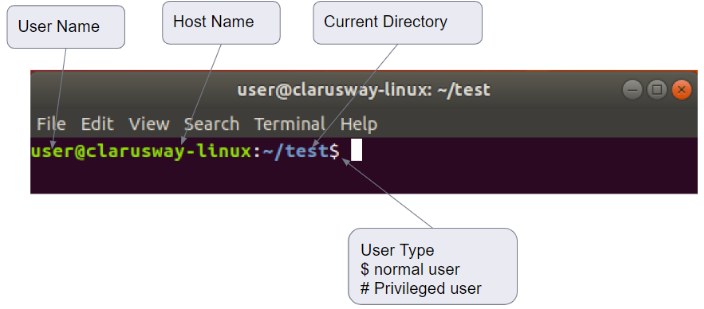 User Name
Host Name
Current Directory
user@clarusway-linux: ~/test
File Edit View Search Terminal Help
user@clarusway-linux:~/test$
User Type
$ normal user
# Privileged user